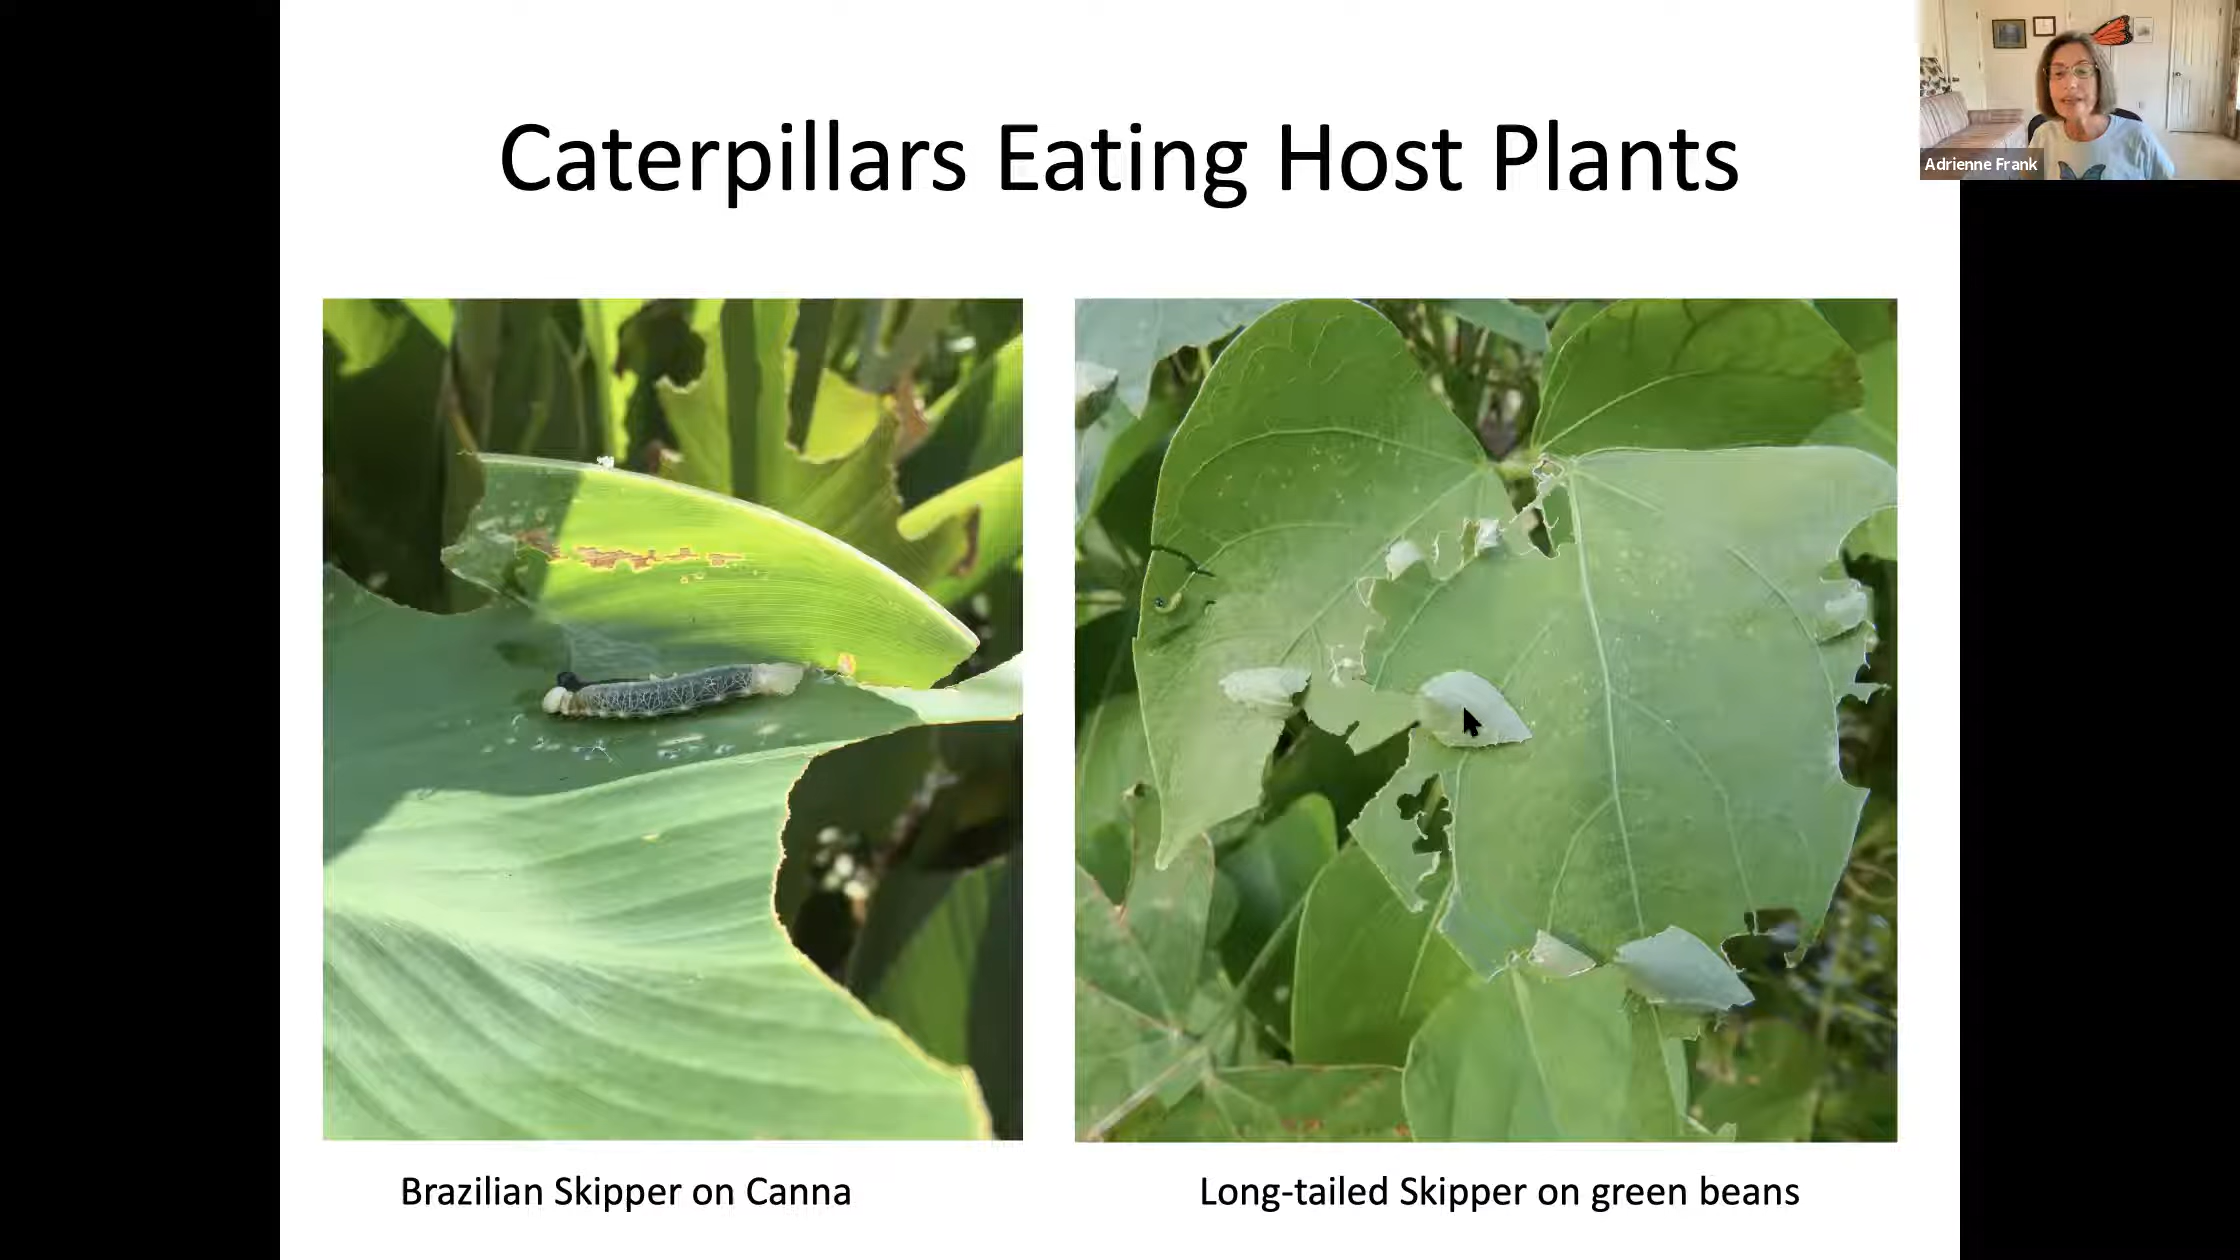 Caterpillars Eating Host Plants
Adrienne Frank
Brazilian Skipper on Canna
Long-tailed Skipper on green beans